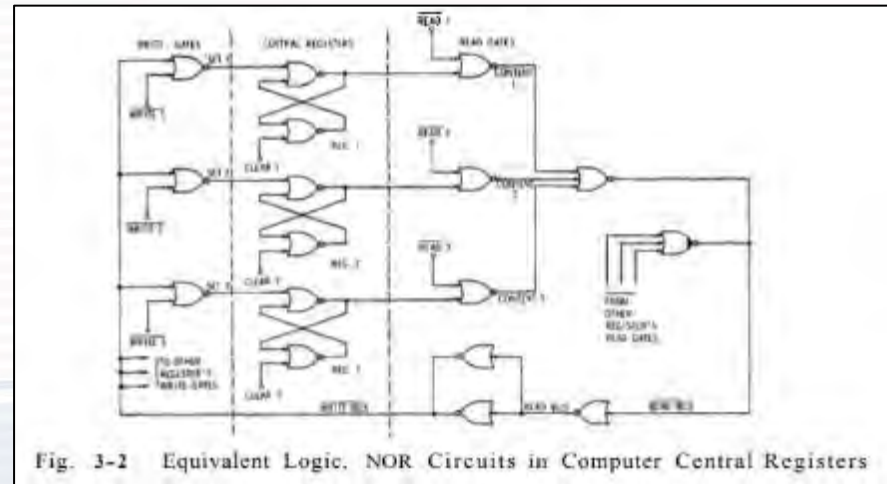 READ 1
WRITE GATES
CENTRAL REGISTERS
READ GATES
SET 1
CONTENT 1
WRITE 1
REG. 1
CLEAR 1
READ 2
SET 2
CONTENT 2
WRITE 2
REG. 2
CLEAR 2
READ 3
SET 3
CONTENT 3
WRITE 3
REG. 3
CLEAR 3
FROM
OTHER
REGISTER'S
READ GATES.
TO OTHER
REGISTER'S
WRITE GATES
WRITE BUS
READ BUS
READ BUS
Fig. 3-2 Equivalent Logic, NOR Circuits in Computer Central Registers